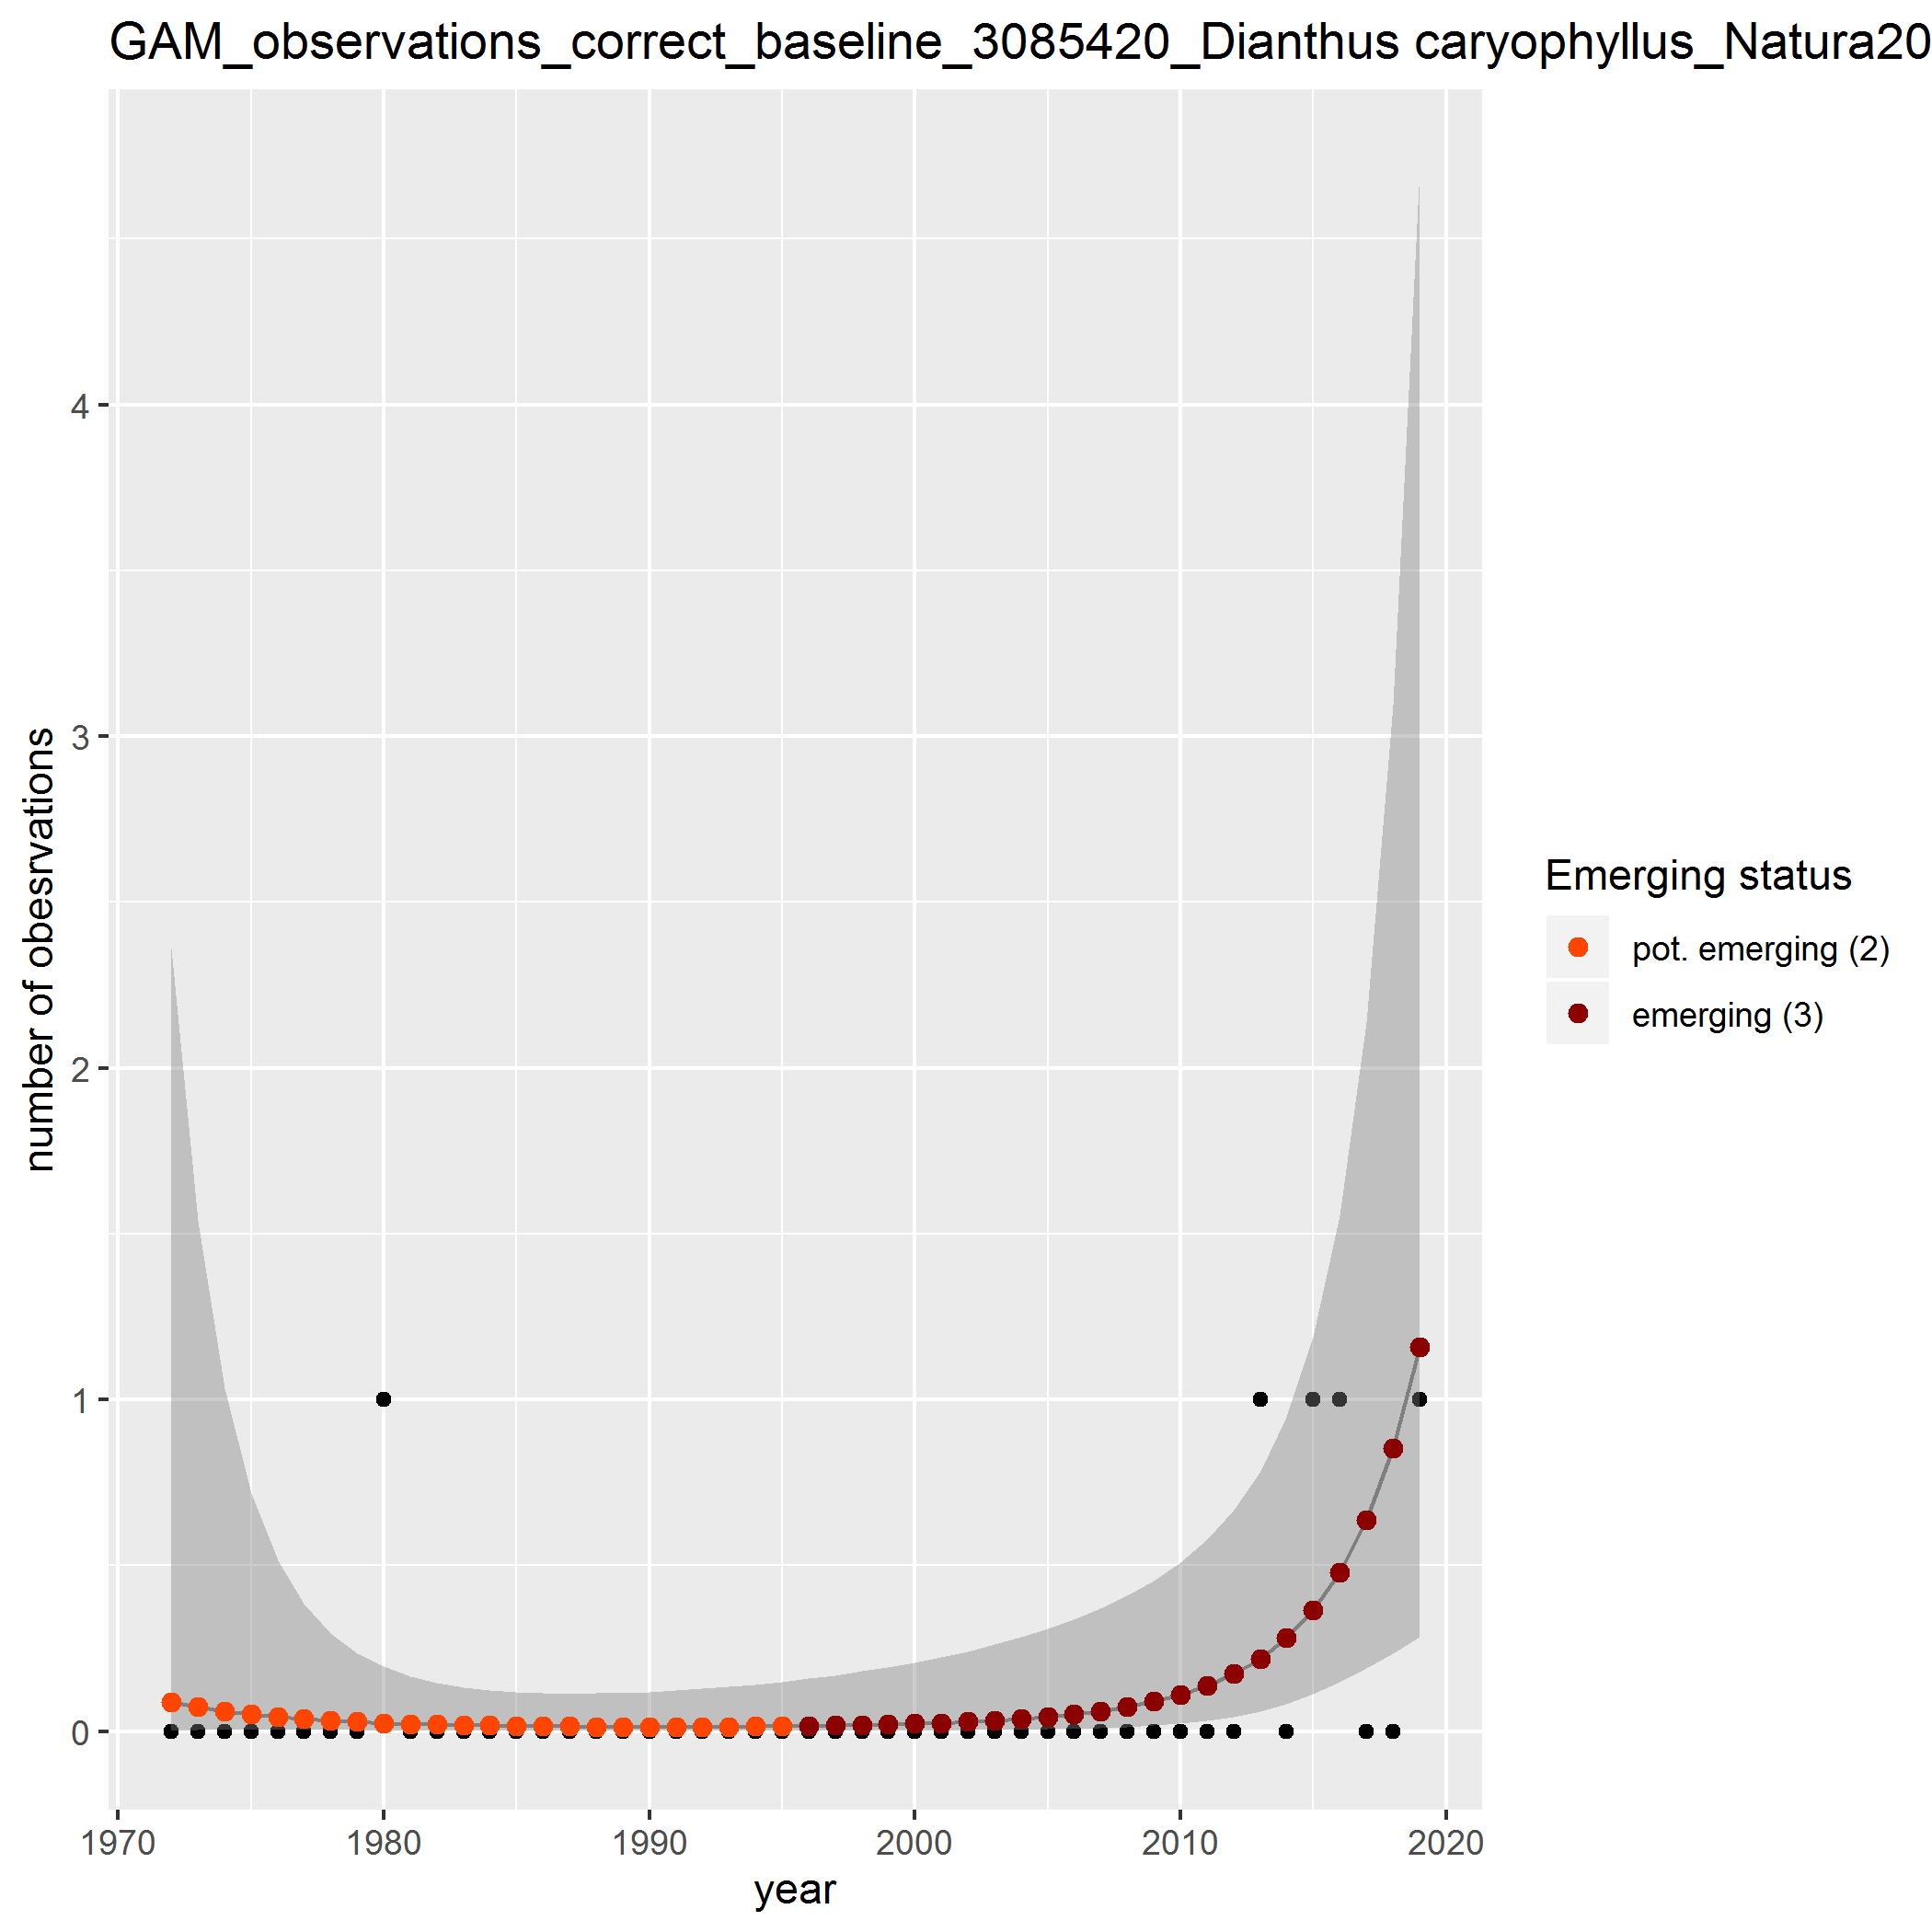 GAM_observations_correct_baseline_3085420_Dianthus caryophyllus_Natura20
number of obesrvations
4
3
2
1
0
1970 1980 1990 2000 2010 2020
year
Emerging status
pot. emerging (2)
emerging (3)